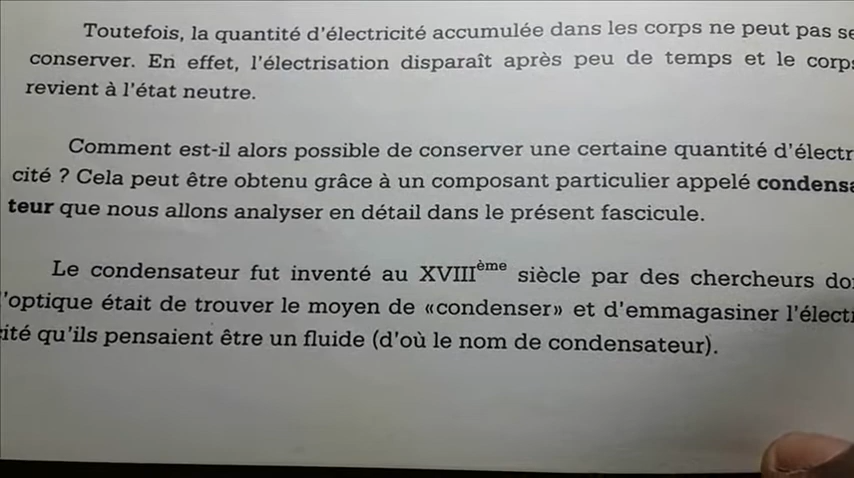 Toutefois, la quantité d'électricité accumulée dans les corps ne peut pas se
conserver. En effet, l'électrisation disparaît après peu de temps et le corps
revient à l'état neutre.
Comment est-il alors possible de conserver une certaine quantité d'électri
cité ? Cela peut être obtenu grâce à un composant particulier appelé condensa
teur que nous allons analyser en détail dans le présent fascicule.
Le condensateur fut inventé au XVIIIème siècle par des chercheurs do
l'optique était de trouver le moyen de «condenser» et d'emmagasiner l'électri
cité qu'ils pensaient être un fluide (d'où le nom de condensateur).